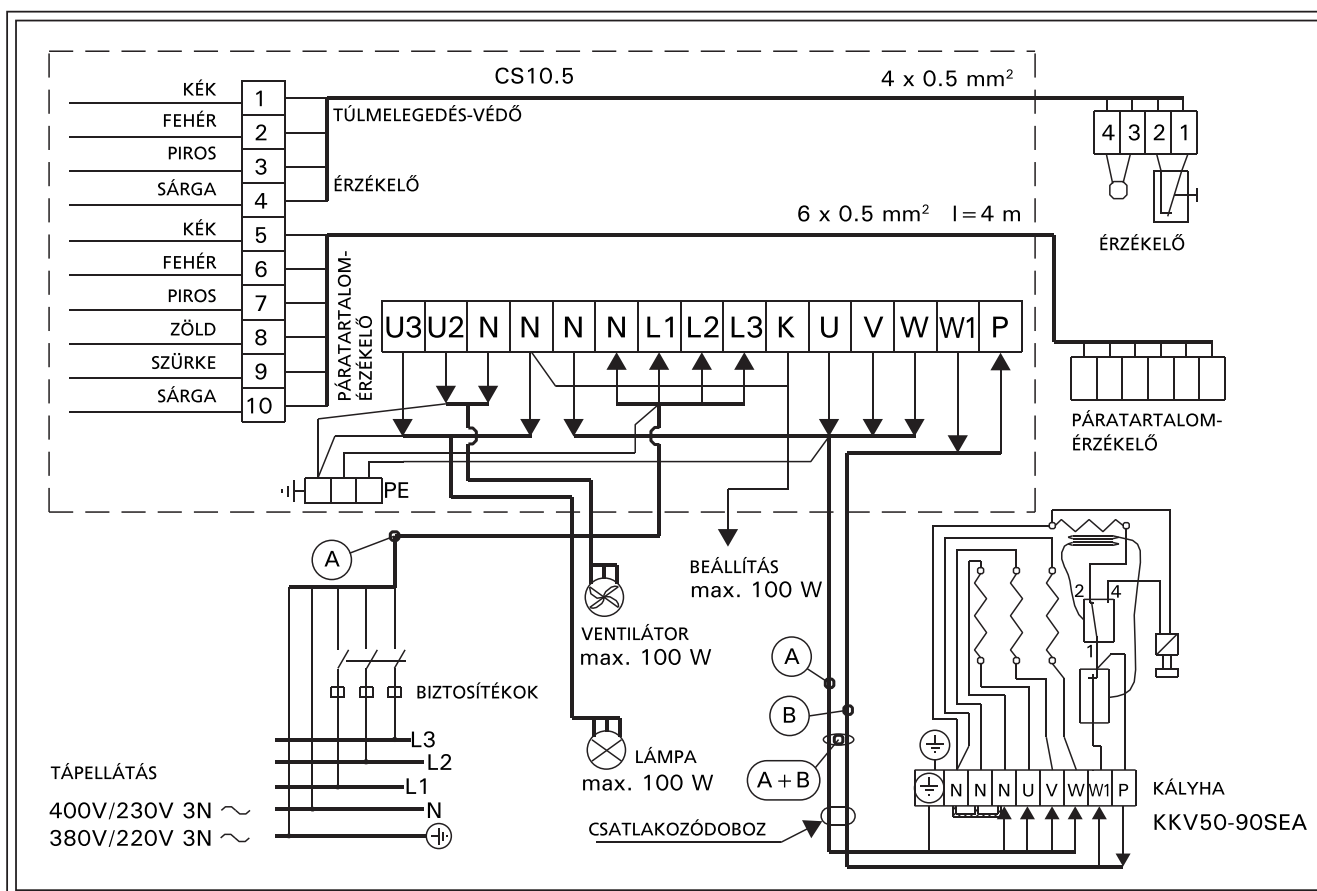 CS10.5
4 x 0.5 mm²
KÉK 1
TÚLMELEGEDÉS-VÉDŐ
FEHÉR 2
PIROS 3
SÁRGA 4
ÉRZÉKELŐ
KÉK 5
FEHÉR 6
PIROS 7
ZÖLD 8
SZÜRKE 9
SÁRGA 10
PÁRATARTALOM-
ÉRZÉKELŐ
4 3 2 1
ÉRZÉKELŐ
6 x 0.5 mm² l=4 m
U3 U2 N N N N L1 L2 L3 K U V W W1 P
PÁRATARTALOM-
ÉRZÉKELŐ
PE
A
BEÁLLÍTÁS
max. 100 W
VENTILÁTOR
max. 100 W
BIZTOSÍTÉKOK
LÁMPA
max. 100 W
L3
L2
L1
N
TÁPELLÁTÁS
400V/230V 3N ~
380V/220V 3N ~
A
B
A+B
CSATLAKOZÓDOBOZ
2 4
1
N N N U V W W1 P
KÁLYHA
KKV50-90SEA